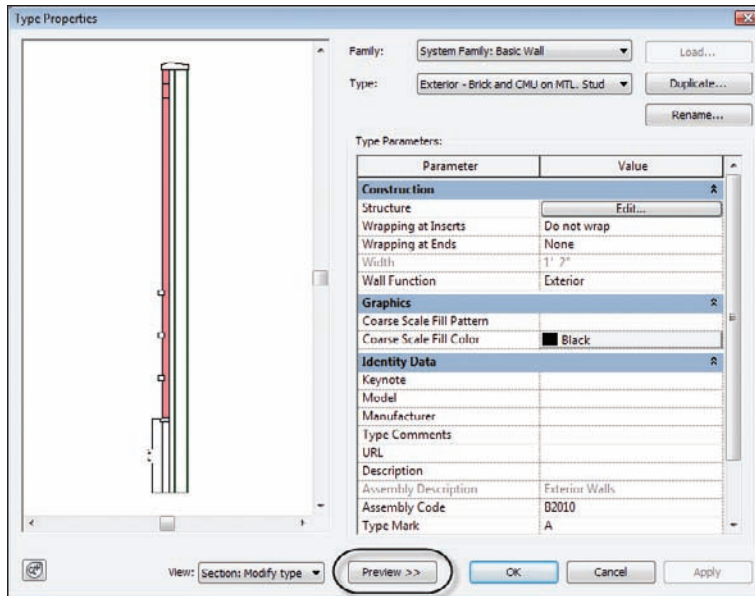 Type Properties
Family: System Family: Basic Wall Load...
Type: Exterior - Brick and CMU on MTL. Stud Duplicate...
Rename...
Type Parameters:
Parameter Value
Construction
Structure Edit...
Wrapping at Inserts Do not wrap
Wrapping at Ends None
Width 1' 2"
Wall Function Exterior
Graphics
Coarse Scale Fill Pattern
Coarse Scale Fill Color Black
Identity Data
Keynote
Model
Manufacturer
Type Comments
URL
Description
Assembly Description Exterior Walls
Assembly Code B2010
Type Mark A
View: Section: Modify type Preview >> OK Cancel Apply